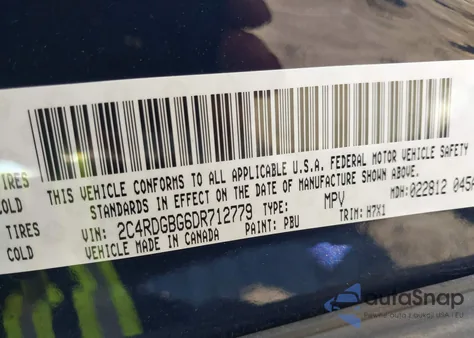 THIS VEHICLE CONFORMS TO ALL APPLICABLE U.S.A. FEDERAL MOTOR VEHICLE SAFETY
STANDARDS IN EFFECT ON THE DATE OF MANUFACTURE SHOWN ABOVE.
IRES
COLD
MDH: 022812 045
VIN: 2C4RDGBG6DR712779 TYPE: MPV
TIRES
VEHICLE MADE IN CANADA PAINT: PBU TRIM: H7X1
COLD
autoSnap